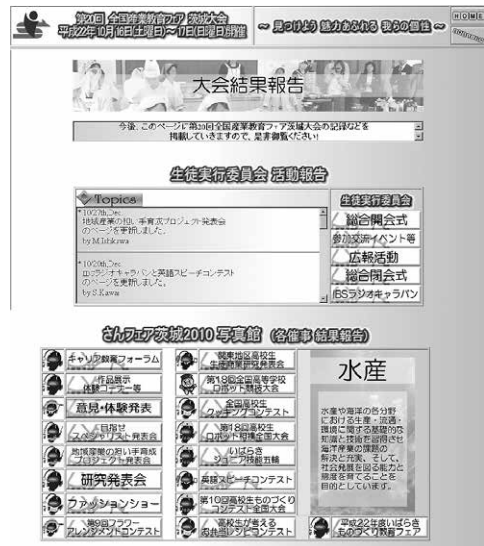 第20回 全国産業教育フェア 茨城大会
平成22年10月16日(土曜日)~17日(日曜日)開催
~ 見つけよう 魅力あふれる 我らの個性 ~
HOME
大会結果報告
今後、このページに第20回全国産業教育フェア茨城大会の記録などを
掲載していきますので、是非御覧ください!
生徒実行委員会 活動報告
Topics
*10/27th,Dec.
地域産業の担い手育成プロジェクト発表会
のページを更新しました。
by M.Ishikawa
*10/20th,Dec.
IBSラジオキャラバンと英語スピーチコンテスト
のページを更新しました。
by S.Kawai
生徒実行委員会
総合開会式
参加交流イベント等
広報活動
総合閉会式
IBSラジオキャラバン
さんフェア茨城2010 写真館 (各催事 結果報告)
キャリア教育フォーラム
作品展示
体験コーナー等
意見・体験発表
目指せ
スペシャリスト発表会
地域産業の担い手育成
プロジェクト発表会
研究発表会
ファッションショー
第9回フラワー
アレンジメントコンテスト
関東地区高校生
生産産業研究発表会
第18回全国高等学校
ロボット競技大会
全国高校生
クッキングコンテスト
第18回高校生
ロボット相撲全国大会
いばらき
ジュニア技能五輪
英語スピーチコンテスト
第10回高校生ものづくり
コンテスト全国大会
高校生が考える
弁当レシピコンテスト
水産
水産や海洋の各分野
における生産・流通・
環境に関する基礎的な
知識と技術を習得させ
海洋産業の課題の
解決と充実、そして、
社会発展を図る能力と
態度を育てることを
目的としています。
平成22年度いばらき
ものづくり教育フェア